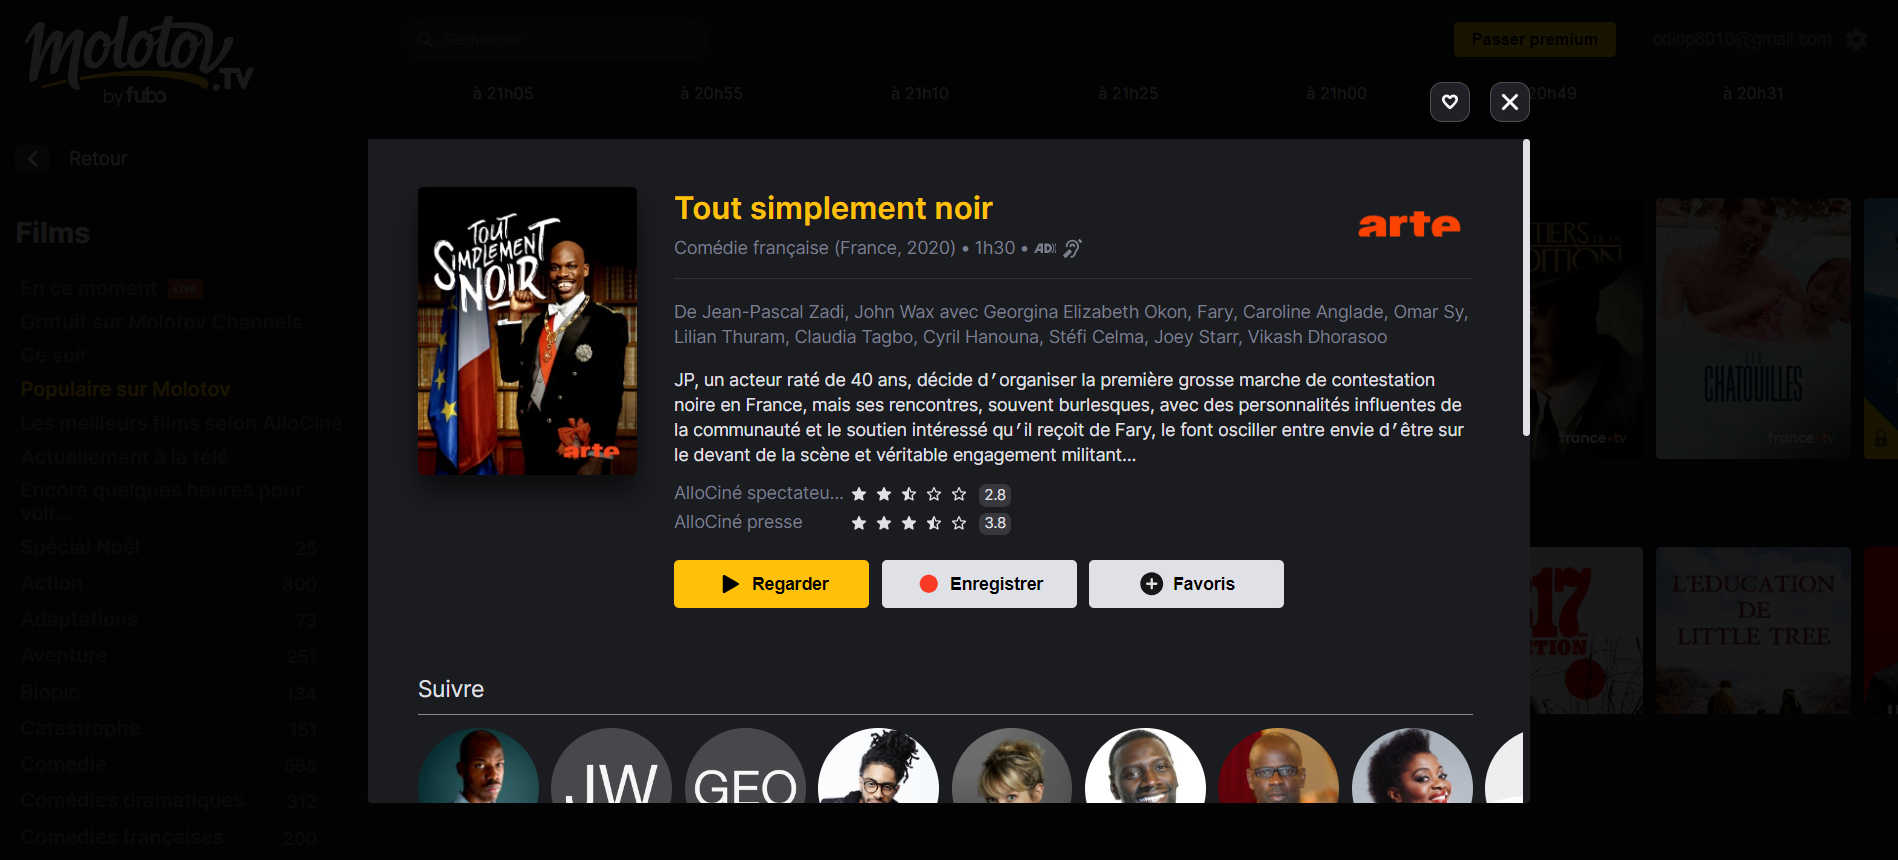 molotov.TV
by fubo
Rechercher
Passer premium
cdiop8010@gmail.com
à 21h05
à 20h55
à 21h10
à 21h25
à 21h00
20h49
à 20h31
Retour
Films
En ce moment LIVE
Gratuit sur Molotov Channels
Ce soir
Populaire sur Molotov
Les meilleurs films selon AlloCiné
Actuellement à la télé
Encore quelques heures pour
voir...
Spécial Noël 25
Action 800
Adaptations 73
Aventure 251
Biopic 134
Catastrophe 151
Comédie 565
Comédies dramatiques 312
Comédies françaises 200
TOUT
SIMPLEMENT
NOIR
arte
Tout simplement noir
arte
Comédie française (France, 2020) • 1h30 • AD
De Jean-Pascal Zadi, John Wax avec Georgina Elizabeth Okon, Fary, Caroline Anglade, Omar Sy,
Lilian Thuram, Claudia Tagbo, Cyril Hanouna, Stéfi Celma, Joey Starr, Vikash Dhorasoo
JP, un acteur raté de 40 ans, décide d’organiser la première grosse marche de contestation
noire en France, mais ses rencontres, souvent burlesques, avec des personnalités influentes de
la communauté et le soutien intéressé qu’il reçoit de Fary, le font osciller entre envie d’être sur
le devant de la scène et véritable engagement militant...
AlloCiné spectateu... 2.8
AlloCiné presse 3.8
Regarder
Enregistrer
Favoris
Suivre
JW
GEO
france•tv
LES
CHATOUILLES
france•tv
17
L'EDUCATION
DE
LITTLE TREE